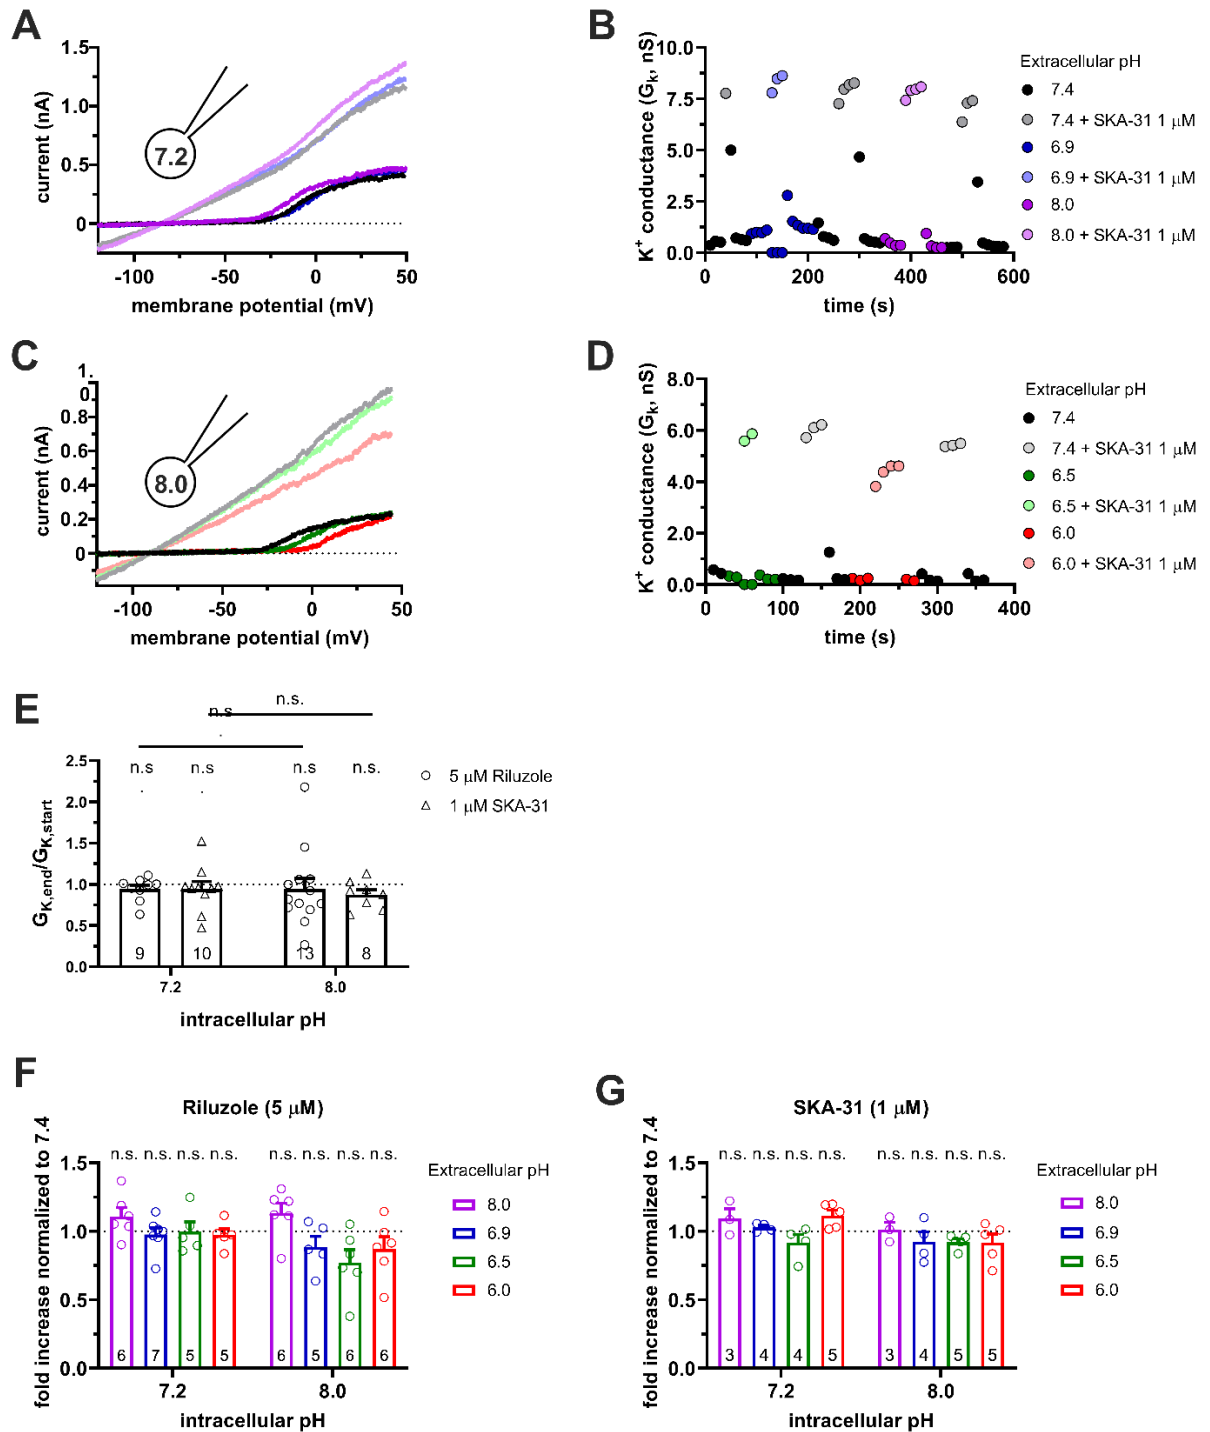 A
1.5
1.0
0.5
0
current (nA)
7.2
-100
-50
0
50
membrane potential (mV)
B
10.0
7.5
5.0
2.5
0.0
K+ conductance (Gk, nS)
0
200
400
600
time (s)
Extracellular pH
7.4
7.4 + SKA-31 1 μM
6.9
6.9 + SKA-31 1 μM
8.0
8.0 + SKA-31 1 μM
C
1.
0.
0.8
0.6
0.4
0.2
0
current (nA)
8.0
-100
-50
0
50
membrane potential (mV)
D
8.0
6.0
4.0
2.0
0.0
K+ conductance (Gk, nS)
0
100
200
300
400
time (s)
Extracellular pH
7.4
7.4 + SKA-31 1 μM
6.5
6.5 + SKA-31 1 μM
6.0
6.0 + SKA-31 1 μM
E
n.s.
n.s
.
n.s
.
n.s
.
n.s
n.s.
2.5
2.0
1.5
1.0
0.5
0.0
GK,end/GK,start
9
10
13
8
7.2
8.0
intracellular pH
5 μM Riluzole
1 μM SKA-31
F
Riluzole (5 μM)
n.s. n.s. n.s. n.s. n.s. n.s. n.s. n.s.
1.5
1.0
0.5
0.0
fold increase normalized to 7.4
6 7 5 5 6 5 6 6
7.2
8.0
intracellular pH
Extracellular pH
8.0
6.9
6.5
6.0
G
SKA-31 (1 μM)
n.s. n.s. n.s. n.s. n.s. n.s. n.s. n.s.
1.5
1.0
0.5
0.0
fold increase normalized to 7.4
3 4 4 5 3 4 5 5
7.2
8.0
intracellular pH
Extracellular pH
8.0
6.9
6.5
6.0